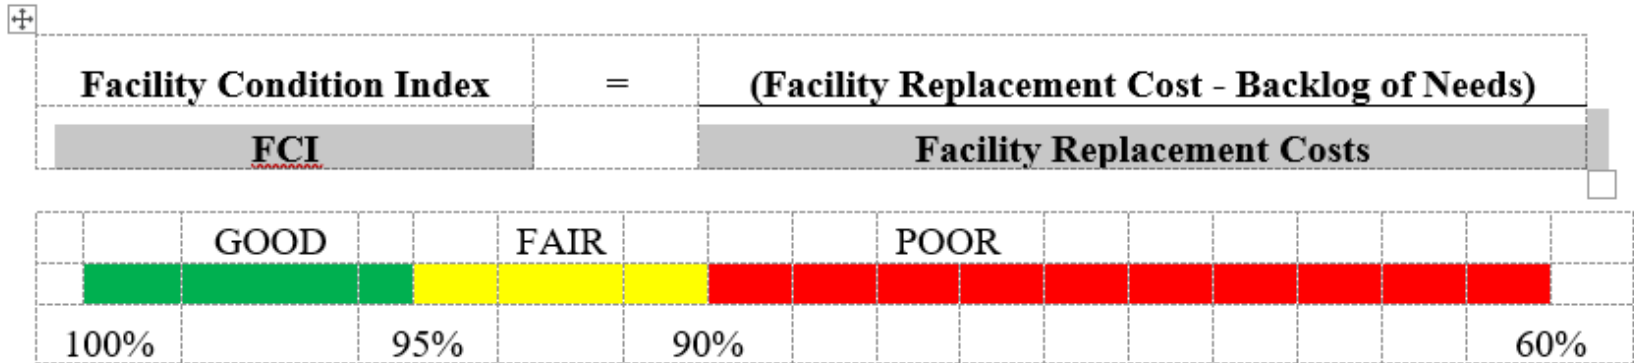 Facility Condition Index = (Facility Replacement Cost - Backlog of Needs)
FCI Facility Replacement Costs
GOOD FAIR POOR
100% 95% 90% 60%